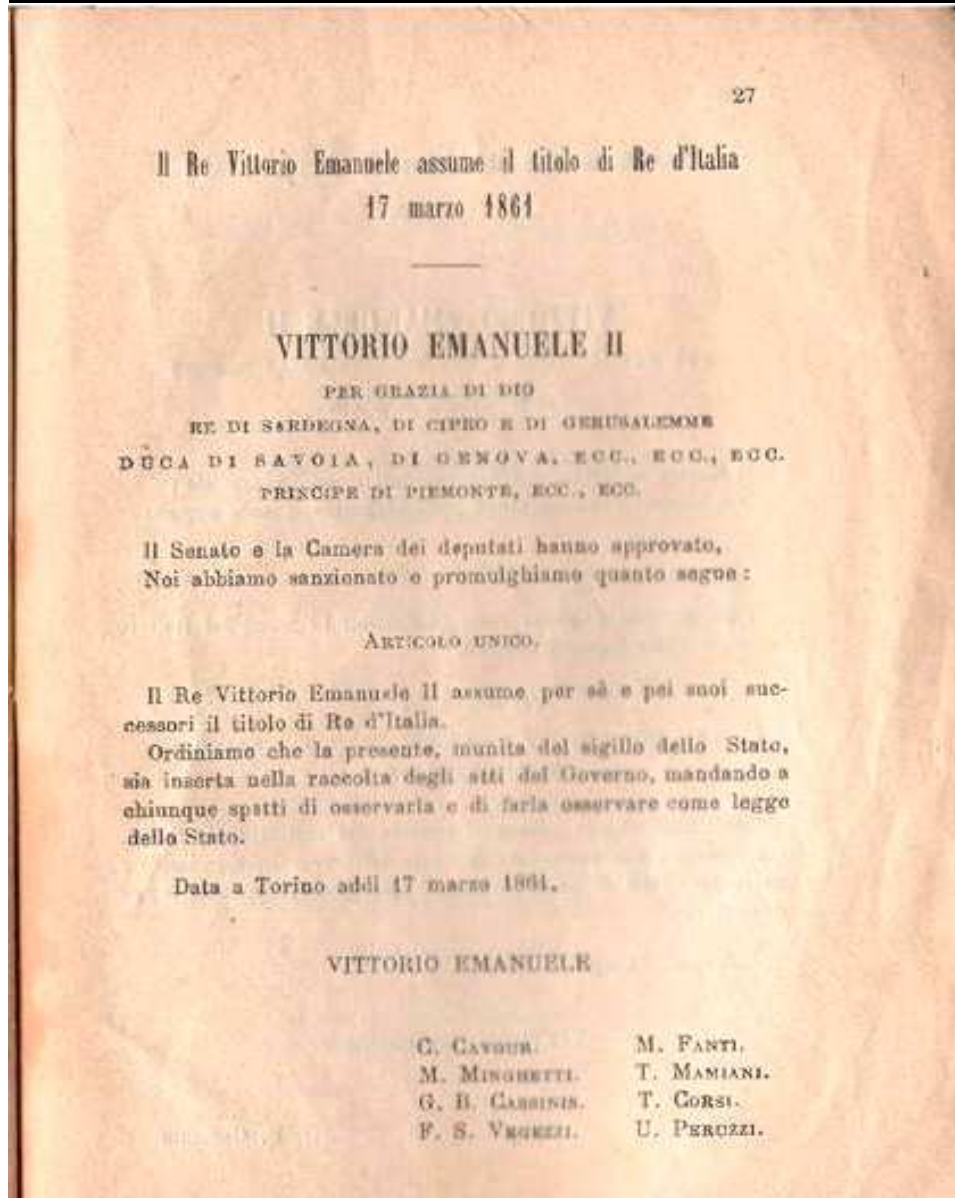 27
Il Re Vittorio Emanuele assume il titolo di Re d'Italia
17 marzo 1861
VITTORIO EMANUELE II
PER GRAZIA DI DIO
RE DI SARDEGNA, DI CIPRO E DI GERUSALEMME
DUCA DI SAVOIA, DI GENOVA, ECC., ECC., ECC.
PRINCIPE DI PIEMONTE, ECC., ECC.
Il Senato e la Camera dei deputati hanno approvato,
Noi abbiamo sanzionato e promulghiamo quanto segue:
ARTICOLO UNICO.
Il Re Vittorio Emanuele II assume per sè e pei suoi suc-
cessori il titolo di Re d'Italia.
Ordiniamo che la presente, munita del sigillo dello Stato,
sia inserta nella raccolta degli atti del Governo, mandando a
chiunque spetti di osservarla e di farla osservare come legge
dello Stato.
Data a Torino addì 17 marzo 1861.
VITTORIO EMANUELE
C. CAVOUR. M. FANTI.
M. MINGHETTI. T. MAMIANI.
G. B. CASSINIS. T. CORSI.
F. S. VEGEZZI. U. PERUZZI.